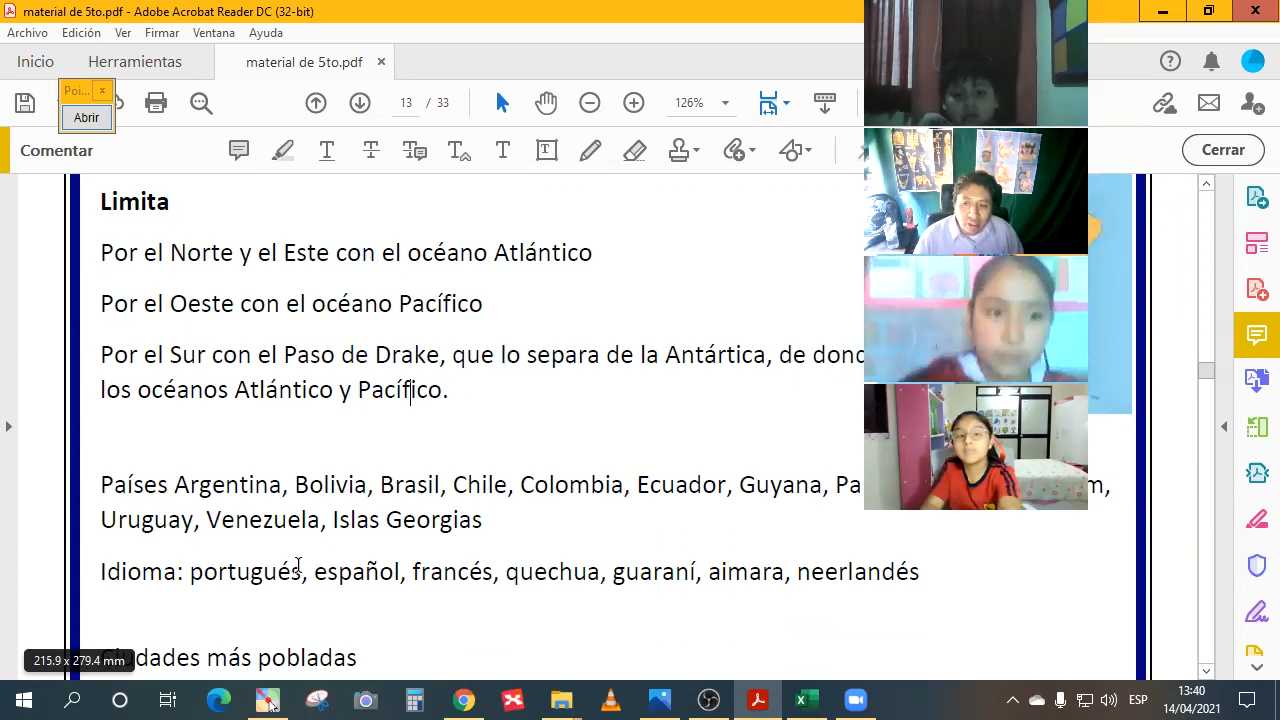 material de 5to.pdf - Adobe Acrobat Reader DC (32-bit)
Archivo Edición Ver Firmar Ventana Ayuda
Inicio Herramientas material de 5to.pdf ×
Poi... x
Abrir
13 / 33 126%
Comentar Cerrar
Limita
Por el Norte y el Este con el océano Atlántico
Por el Oeste con el océano Pacífico
Por el Sur con el Paso de Drake, que lo separa de la Antártica, de
los océanos Atlántico y Pacífico.
Países Argentina, Bolivia, Brasil, Chile, Colombia, Ecuador, Guyana,
Uruguay, Venezuela, Islas Georgias
Idioma: portugués, español, francés, quechua, guaraní, aimara, neerlandés
Ciudades más pobladas
215.9 x 279.4 mm
ESP
13:40
14/04/2021